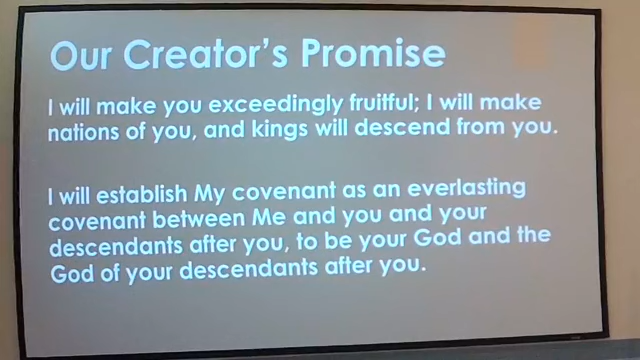 Our Creator's Promise
I will make you exceedingly fruitful; I will make
nations of you, and kings will descend from you.
I will establish My covenant as an everlasting
covenant between Me and you and your
descendants after you, to be your God and the
God of your descendants after you.